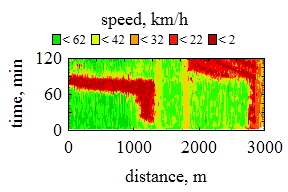 speed, km/h
< 62 < 42 < 32 < 22 < 2
time, min
120
60
0
0 1000 2000 3000
distance, m